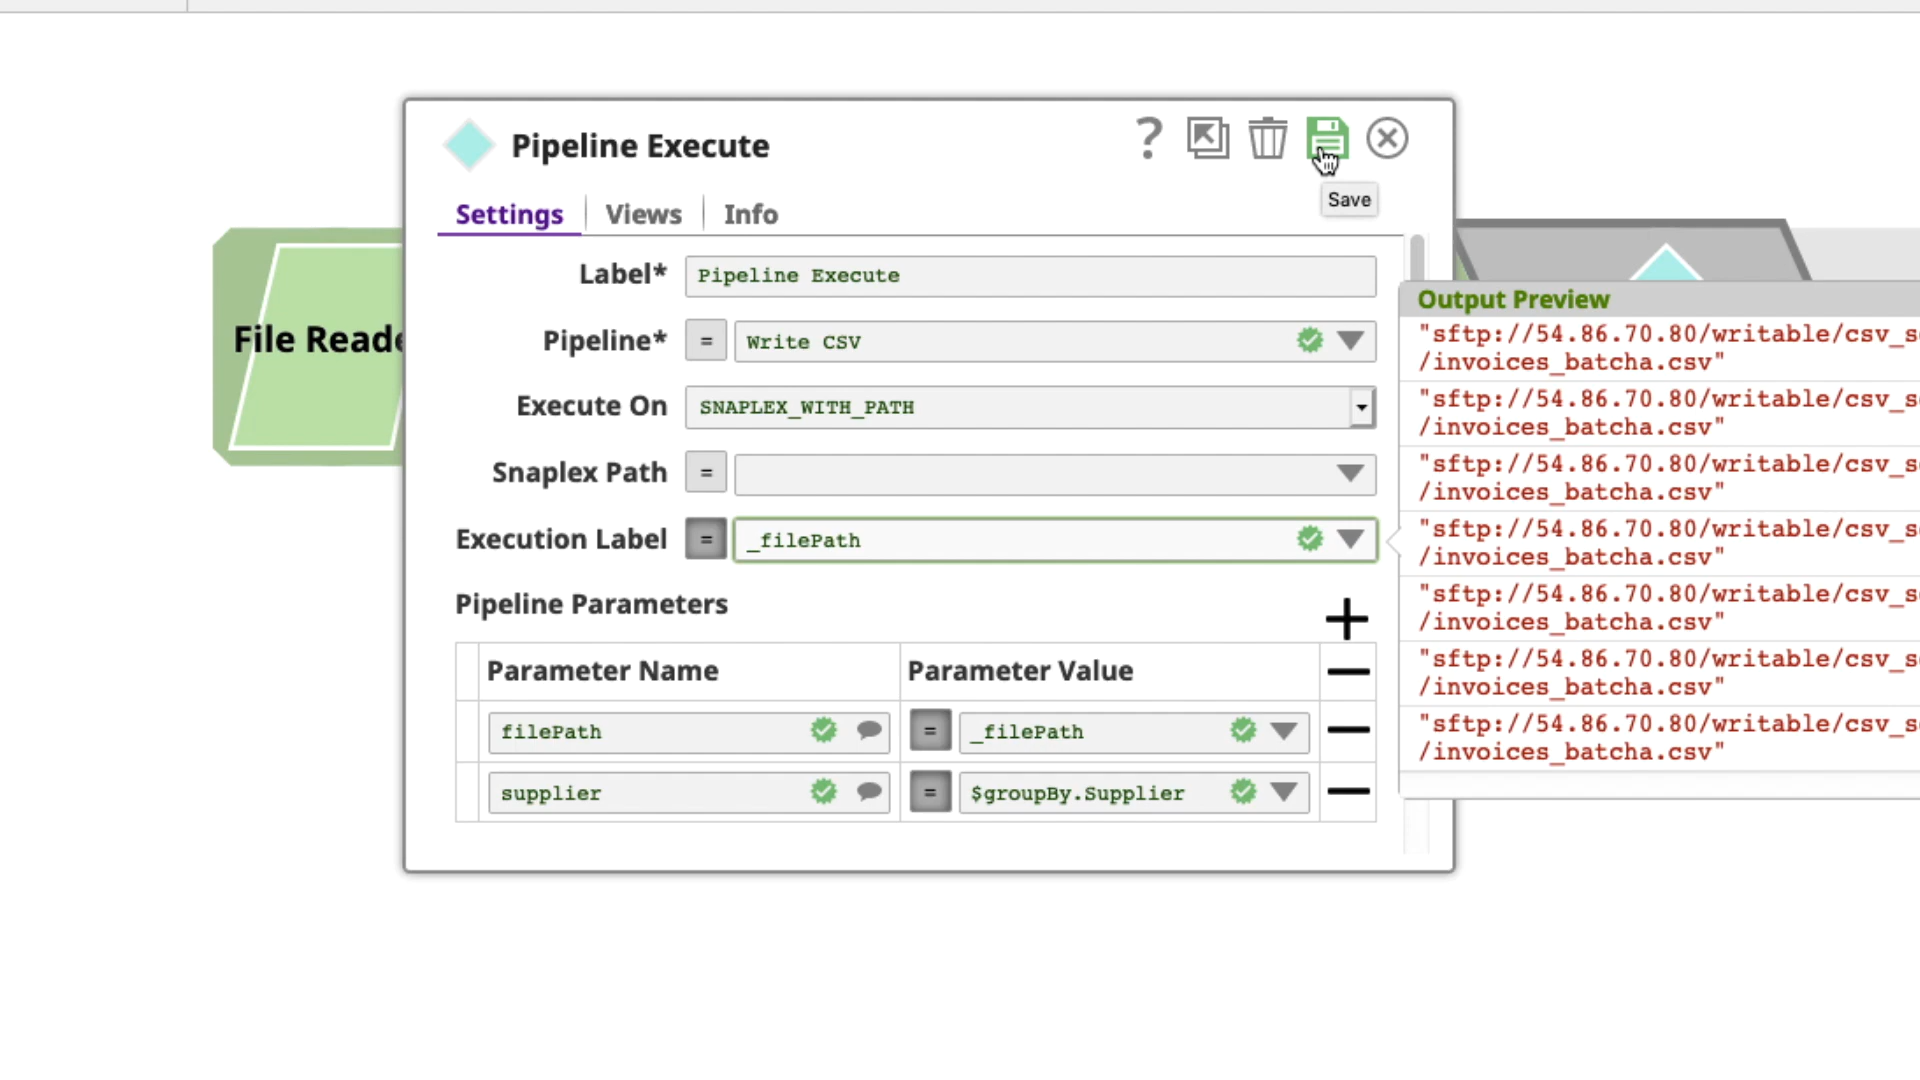 Pipeline Execute
?
Save
Settings
Views
Info
Label*
Pipeline Execute
Pipeline*
=
Write CSV
Execute On
SNAPLEX_WITH_PATH
Snaplex Path
=
Execution Label
=
_filePath
Pipeline Parameters
Parameter Name
Parameter Value
filePath
=
_filePath
supplier
=
$groupBy.Supplier
File Reade
Output Preview
"sftp://54.86.70.80/writable/csv_s
/invoices_batcha.csv"
"sftp://54.86.70.80/writable/csv_s
/invoices_batcha.csv"
"sftp://54.86.70.80/writable/csv_s
/invoices_batcha.csv"
"sftp://54.86.70.80/writable/csv_s
/invoices_batcha.csv"
"sftp://54.86.70.80/writable/csv_s
/invoices_batcha.csv"
"sftp://54.86.70.80/writable/csv_s
/invoices_batcha.csv"
"sftp://54.86.70.80/writable/csv_s
/invoices_batcha.csv"